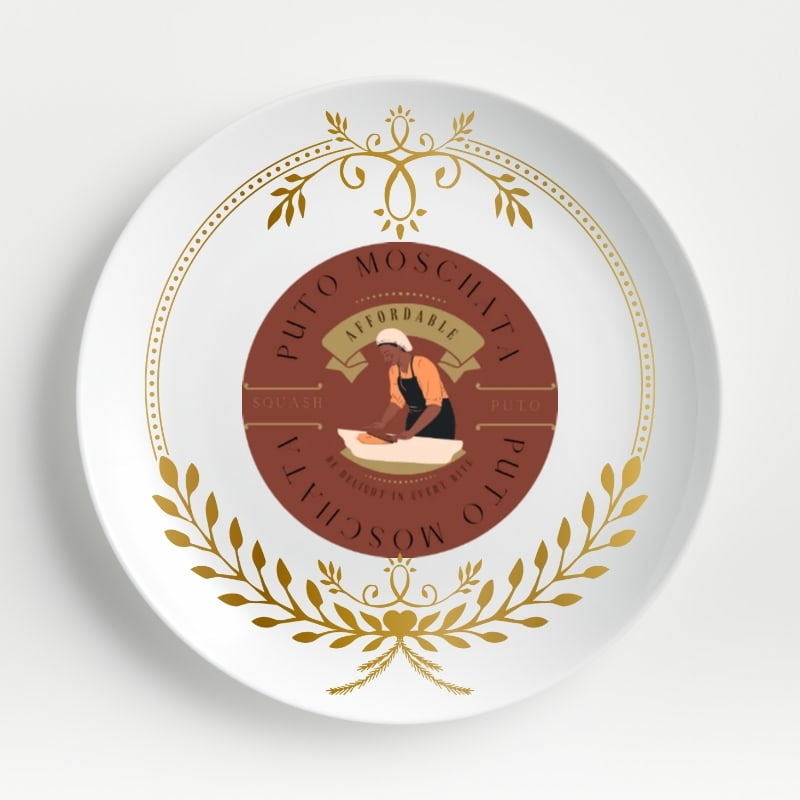 PUTO MOSCHATA
AFFORDABLE
SQUASH
PUTO
BE DELIGHT IN EVERY BITE
PUTO MOSCHATA